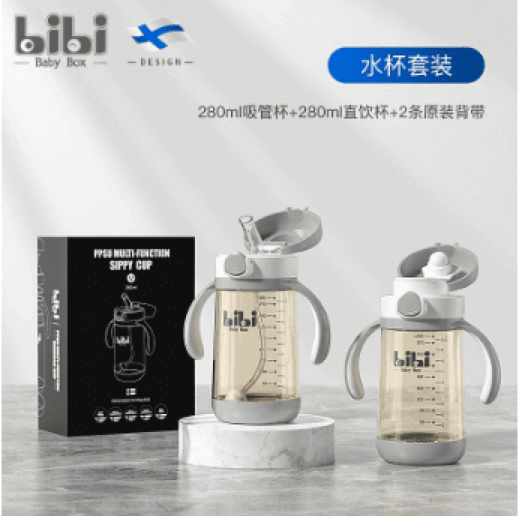 bibi
Baby Box
— DESIGN —
水杯套装
280ml吸管杯+280ml直饮杯+2条原装背带
PPSU MULTI-FUNCTION
SIPPY CUP
bibi
bibi
Baby Box
bibi
Baby Box